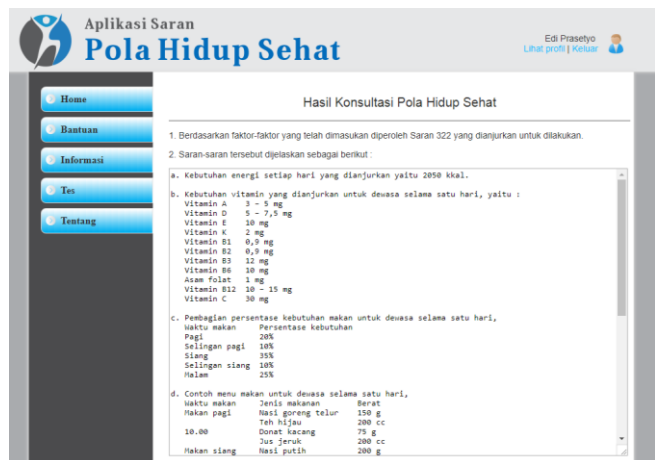 Aplikasi Saran
Pola Hidup Sehat
Edi Prasetyo
Lihat profil | Keluar
Home
Bantuan
Informasi
Tes
Tentang
Hasil Konsultasi Pola Hidup Sehat
1. Berdasarkan faktor-faktor yang telah dimasukan diperoleh Saran 322 yang dianjurkan untuk dilakukan.
2. Saran-saran tersebut dijelaskan sebagai berikut :
a. Kebutuhan energi setiap hari yang dianjurkan yaitu 2050 kkal.
b. Kebutuhan vitamin yang dianjurkan untuk dewasa selama satu hari, yaitu :
Vitamin A 3 - 5 mg
Vitamin D 5 - 7,5 mg
Vitamin E 10 mg
Vitamin K 2 mg
Vitamin B1 0,9 mg
Vitamin B2 0,9 mg
Vitamin B3 12 mg
Vitamin B6 10 mg
Asam folat 1 mg
Vitamin B12 10 - 15 mg
Vitamin C 30 mg
c. Pembagian persentase kebutuhan makan untuk dewasa selama satu hari,
Waktu makan Persentase kebutuhan
Pagi 20%
Selingan pagi 10%
Siang 35%
Selingan siang 10%
Malam 25%
d. Contoh menu makan untuk dewasa selama satu hari,
Waktu makan Jenis makanan Berat
Makan pagi Nasi goreng telur 150 g
Teh hijau 200 cc
10.00 Donat kacang 75 g
Jus jeruk 200 cc
Makan siang Nasi putih 200 g